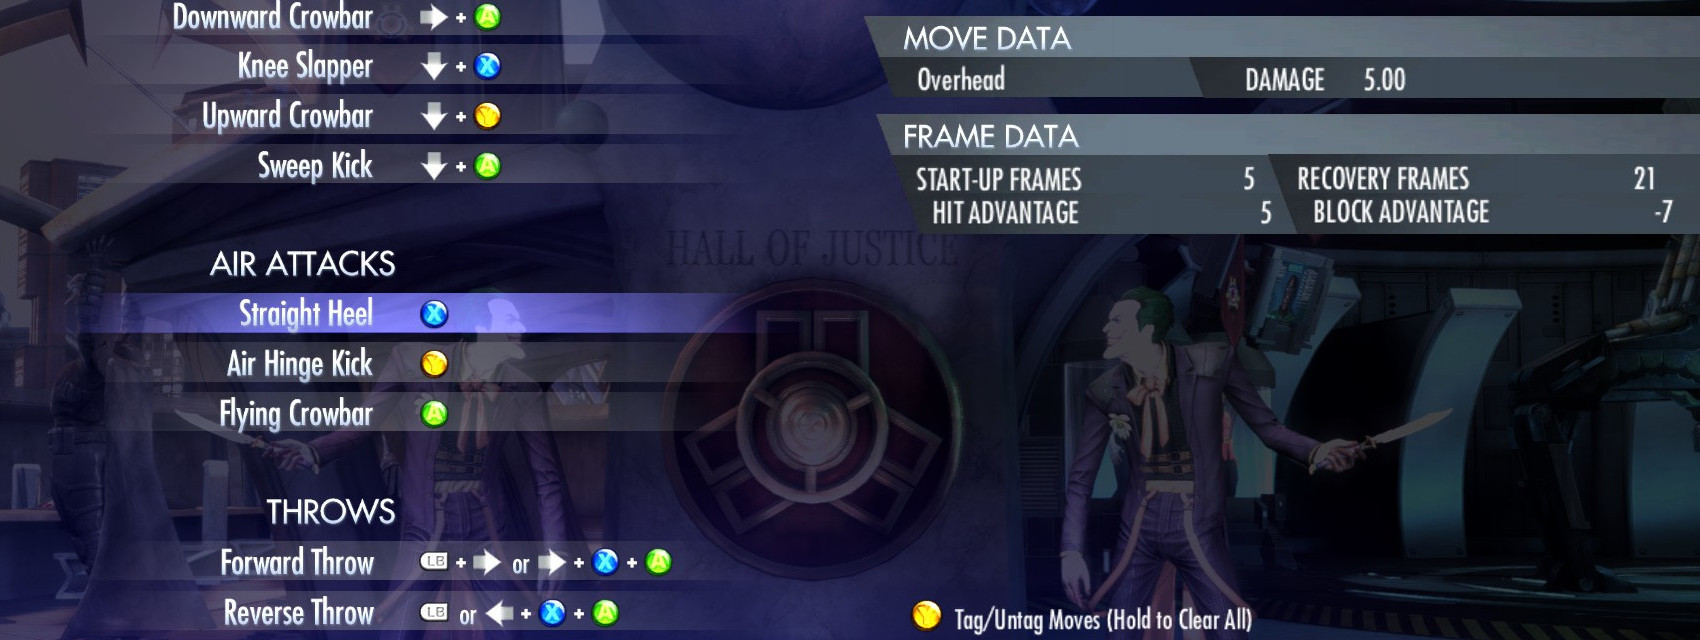 Downward Crowbar + A
Knee Slapper + X
Upward Crowbar + Y
Sweep Kick + A
AIR ATTACKS
Straight Heel X
Air Hinge Kick Y
Flying Crowbar A
THROWS
Forward Throw LB + or + X + A
Reverse Throw LB or + X + A
MOVE DATA
Overhead DAMAGE 5.00
FRAME DATA
START-UP FRAMES 5 RECOVERY FRAMES 21
HIT ADVANTAGE 5 BLOCK ADVANTAGE -7
HALL OF JUSTICE
Y Tag/Untag Moves (Hold to Clear All)